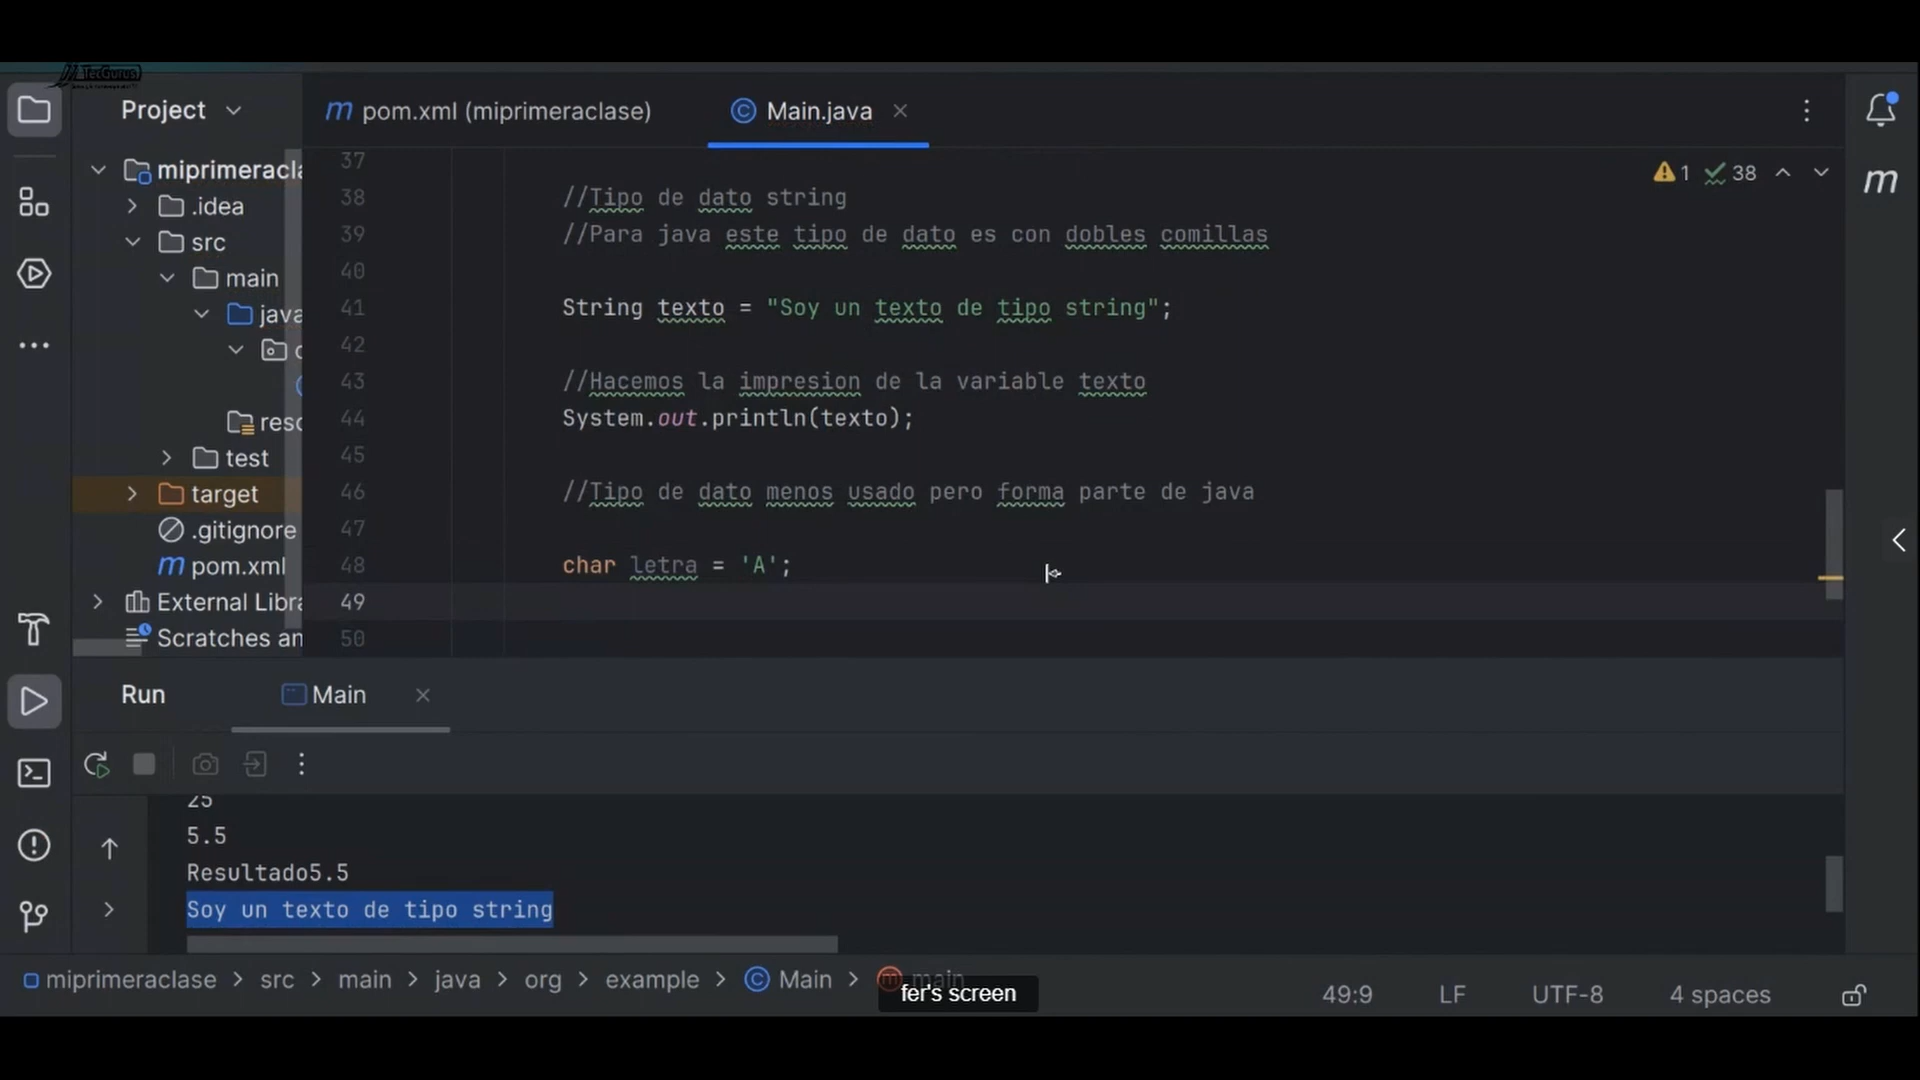 TecGurus
Project
pom.xml (miprimeraclase)
Main.java
miprimeracla
.idea
src
main
java
reso
test
target
.gitignore
pom.xml
External Libra
Scratches an
1 38
37
38 //Tipo de dato string
39 //Para java este tipo de dato es con dobles comillas
40
41 String texto = "Soy un texto de tipo string";
42
43 //Hacemos la impresion de la variable texto
44 System.out.println(texto);
45
46 //Tipo de dato menos usado pero forma parte de java
47
48 char letra = 'A';
49
50
Run
Main
25
5.5
Resultado5.5
Soy un texto de tipo string
miprimeraclase > src > main > java > org > example > Main > main
fer's screen
49:9 LF UTF-8 4 spaces